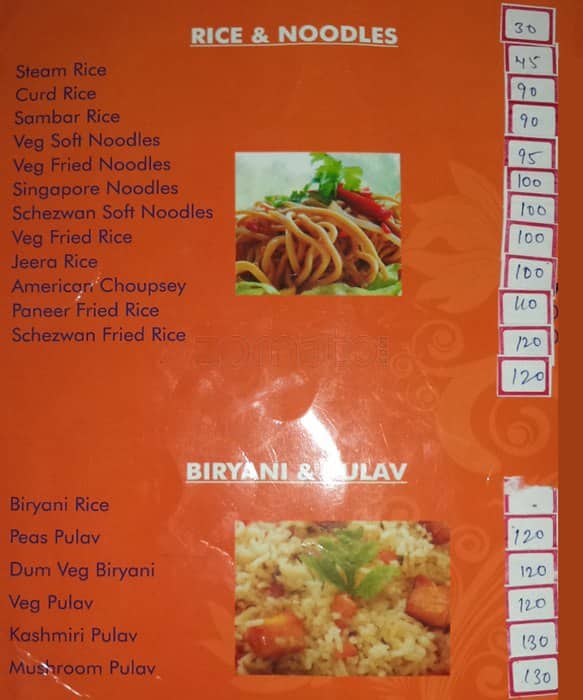 RICE & NOODLES
Steam Rice 30
Curd Rice 45
Sambar Rice 90
Veg Soft Noodles 90
Veg Fried Noodles 95
Singapore Noodles 100
Schezwan Soft Noodles 100
Veg Fried Rice 100
Jeera Rice 100
American Choupsey 110
Paneer Fried Rice 120
Schezwan Fried Rice 120
zomato
BIRYANI & PULAV
Biryani Rice
Peas Pulav 120
Dum Veg Biryani 120
Veg Pulav 120
Kashmiri Pulav 130
Mushroom Pulav 130